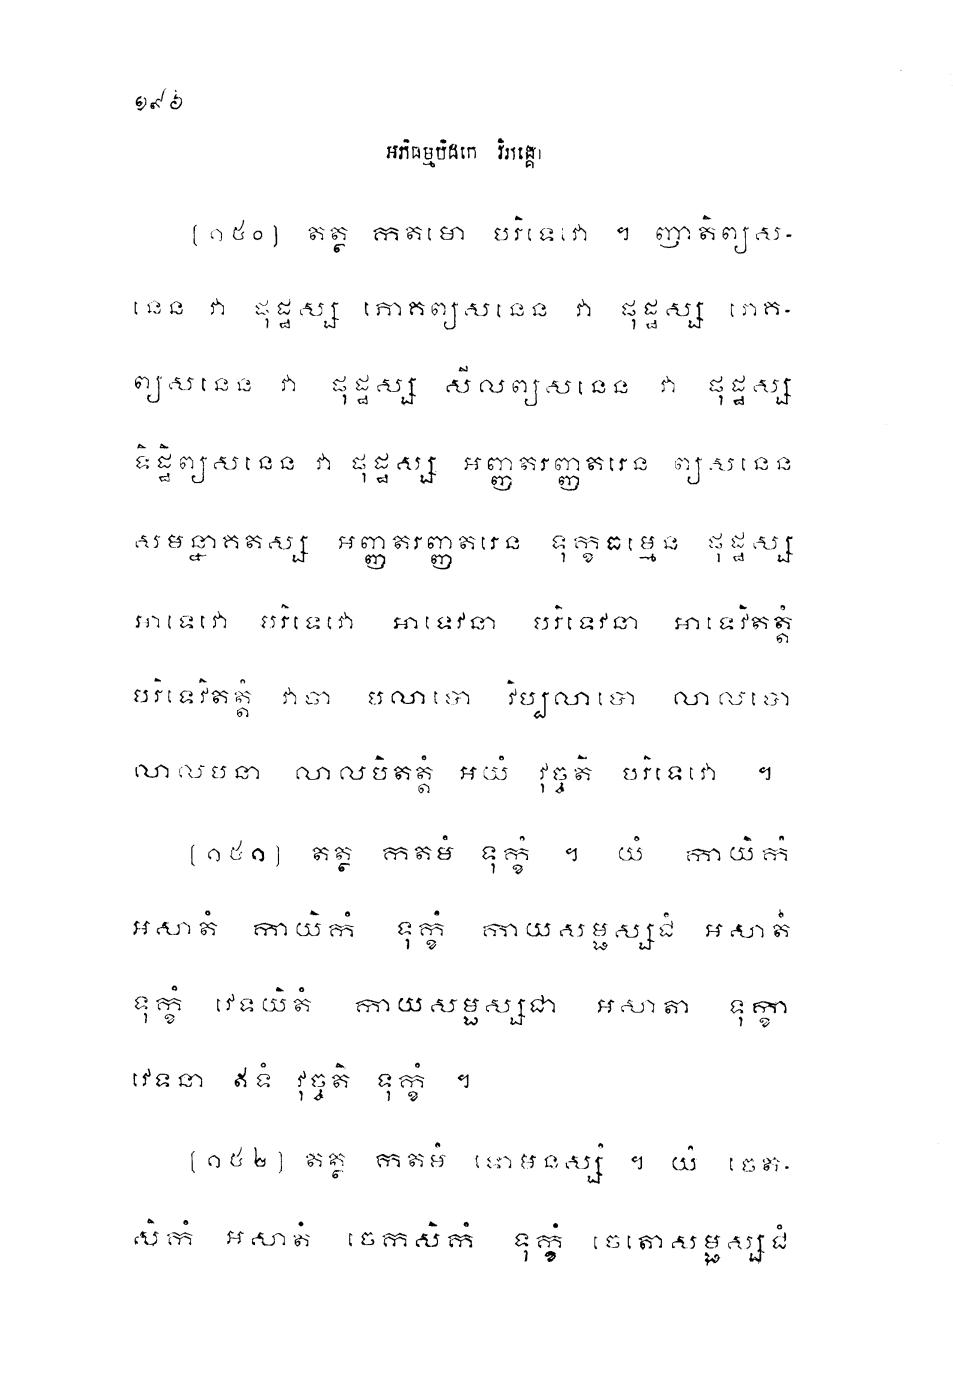 ១៩៦
អភិធម្មបិដកេ វិភង្គោ
(១៥០) តត្ថ កតមោ បរិទេវោ ។ ញាតិព្យស-
នេន វា ផុដ្ឋស្ស ភោគព្យសនេន វា ផុដ្ឋស្ស រោគ-
ព្យសនេន វា ផុដ្ឋស្ស សីលព្យសនេន វា ផុដ្ឋស្ស
ទិដ្ឋិព្យសនេន វា ផុដ្ឋស្ស អញ្ញតរញ្ញតរេន ព្យសនេន
សមន្នាគតស្ស អញ្ញតរញ្ញតរេន ទុក្ខធម្មេន ផុដ្ឋស្ស
អាទេវោ បរិទេវោ អាទេវនា បរិទេវនា អាទេវិតត្តំ
បរិទេវិតត្តំ វាចា បលាបោ វិប្បលាបោ លាលបោ
លាលបនា លាលបិតត្តំ អយំ វុច្ចតិ បរិទេវោ ។
(១៥១) តត្ថ កតមំ ទុក្ខំ ។ យំ កាយិកំ
អសាតំ កាយិកំ ទុក្ខំ កាយសម្ផស្សជំ អសាតំ
ទុក្ខំ វេទយិតំ កាយសម្ផស្សជា អសាតា ទុក្ខា
វេទនា ឥទំ វុច្ចតិ ទុក្ខំ ។
(១៥២) តត្ថ កតមំ ទោមនស្សំ ។ យំ ចេត-
សិកំ អសាតំ ចេតសិកំ ទុក្ខំ ចេតោសម្ផស្សជំ